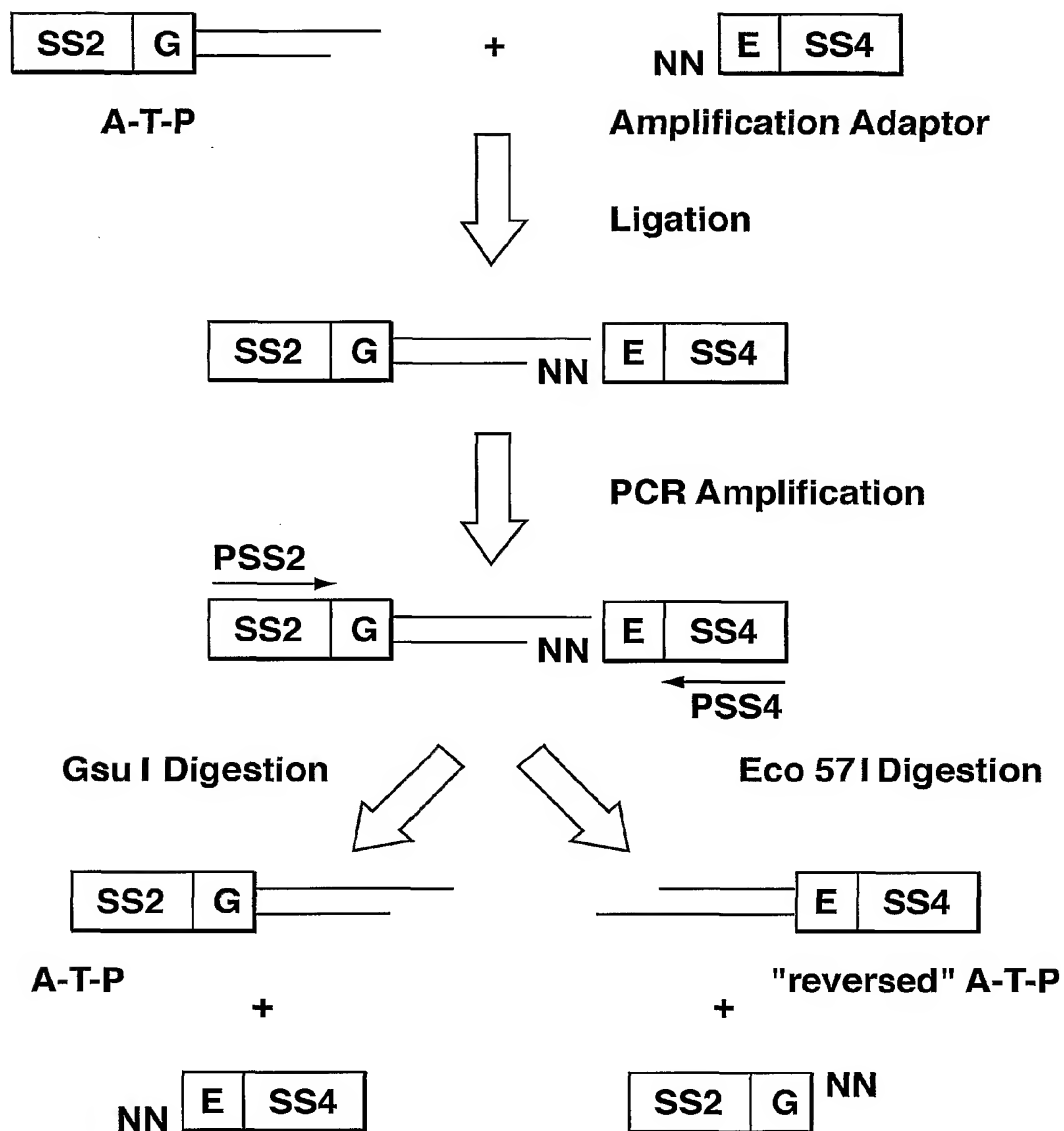 SS2 G + NN E SS4
A-T-P Amplification Adaptor
Ligation
SS2 G NN E SS4
PCR Amplification
PSS2
SS2 G NN E SS4
PSS4
Gsu I Digestion Eco 57I Digestion
SS2 G E SS4
A-T-P "reversed" A-T-P
+ +
NN E SS4 SS2 G NN